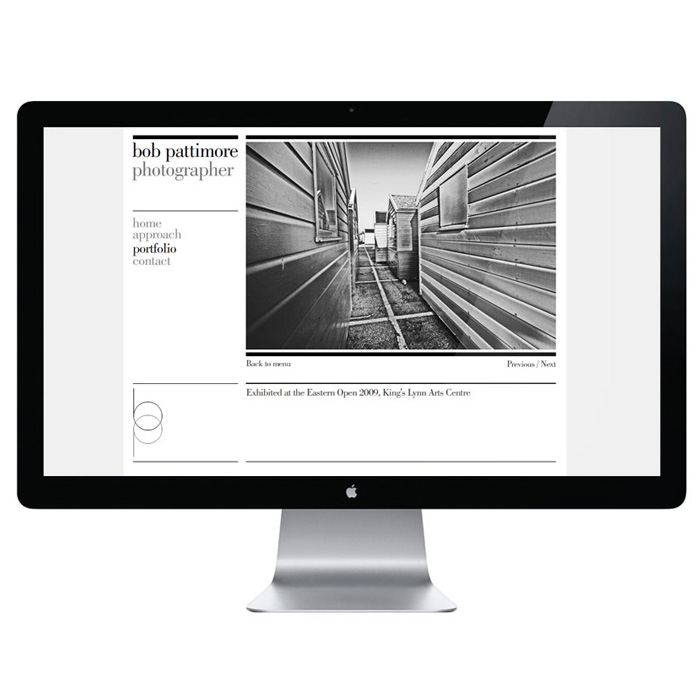 bob pattimore
photographer
home
approach
portfolio
contact
Back to menu
Previous / Next
Exhibited at the Eastern Open 2009, King's Lynn Arts Centre